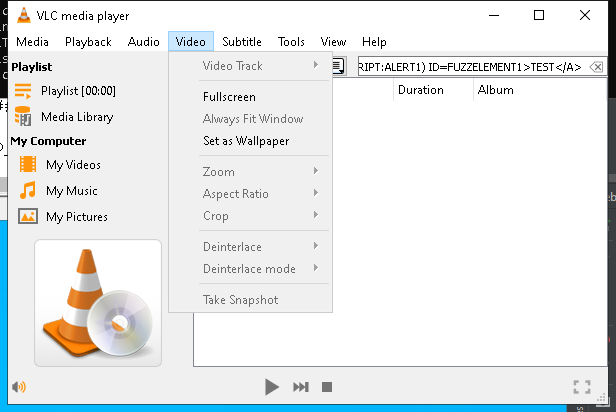 VLC media player
Media Playback Audio Video Subtitle Tools View Help
Playlist
Playlist [00:00]
Media Library
My Computer
My Videos
My Music
My Pictures
Video Track
Fullscreen
Always Fit Window
Set as Wallpaper
Zoom
Aspect Ratio
Crop
Deinterlace
Deinterlace mode
Take Snapshot
RIPT:ALERT1) ID=FUZZELEMENT1>TEST</A>
Duration Album